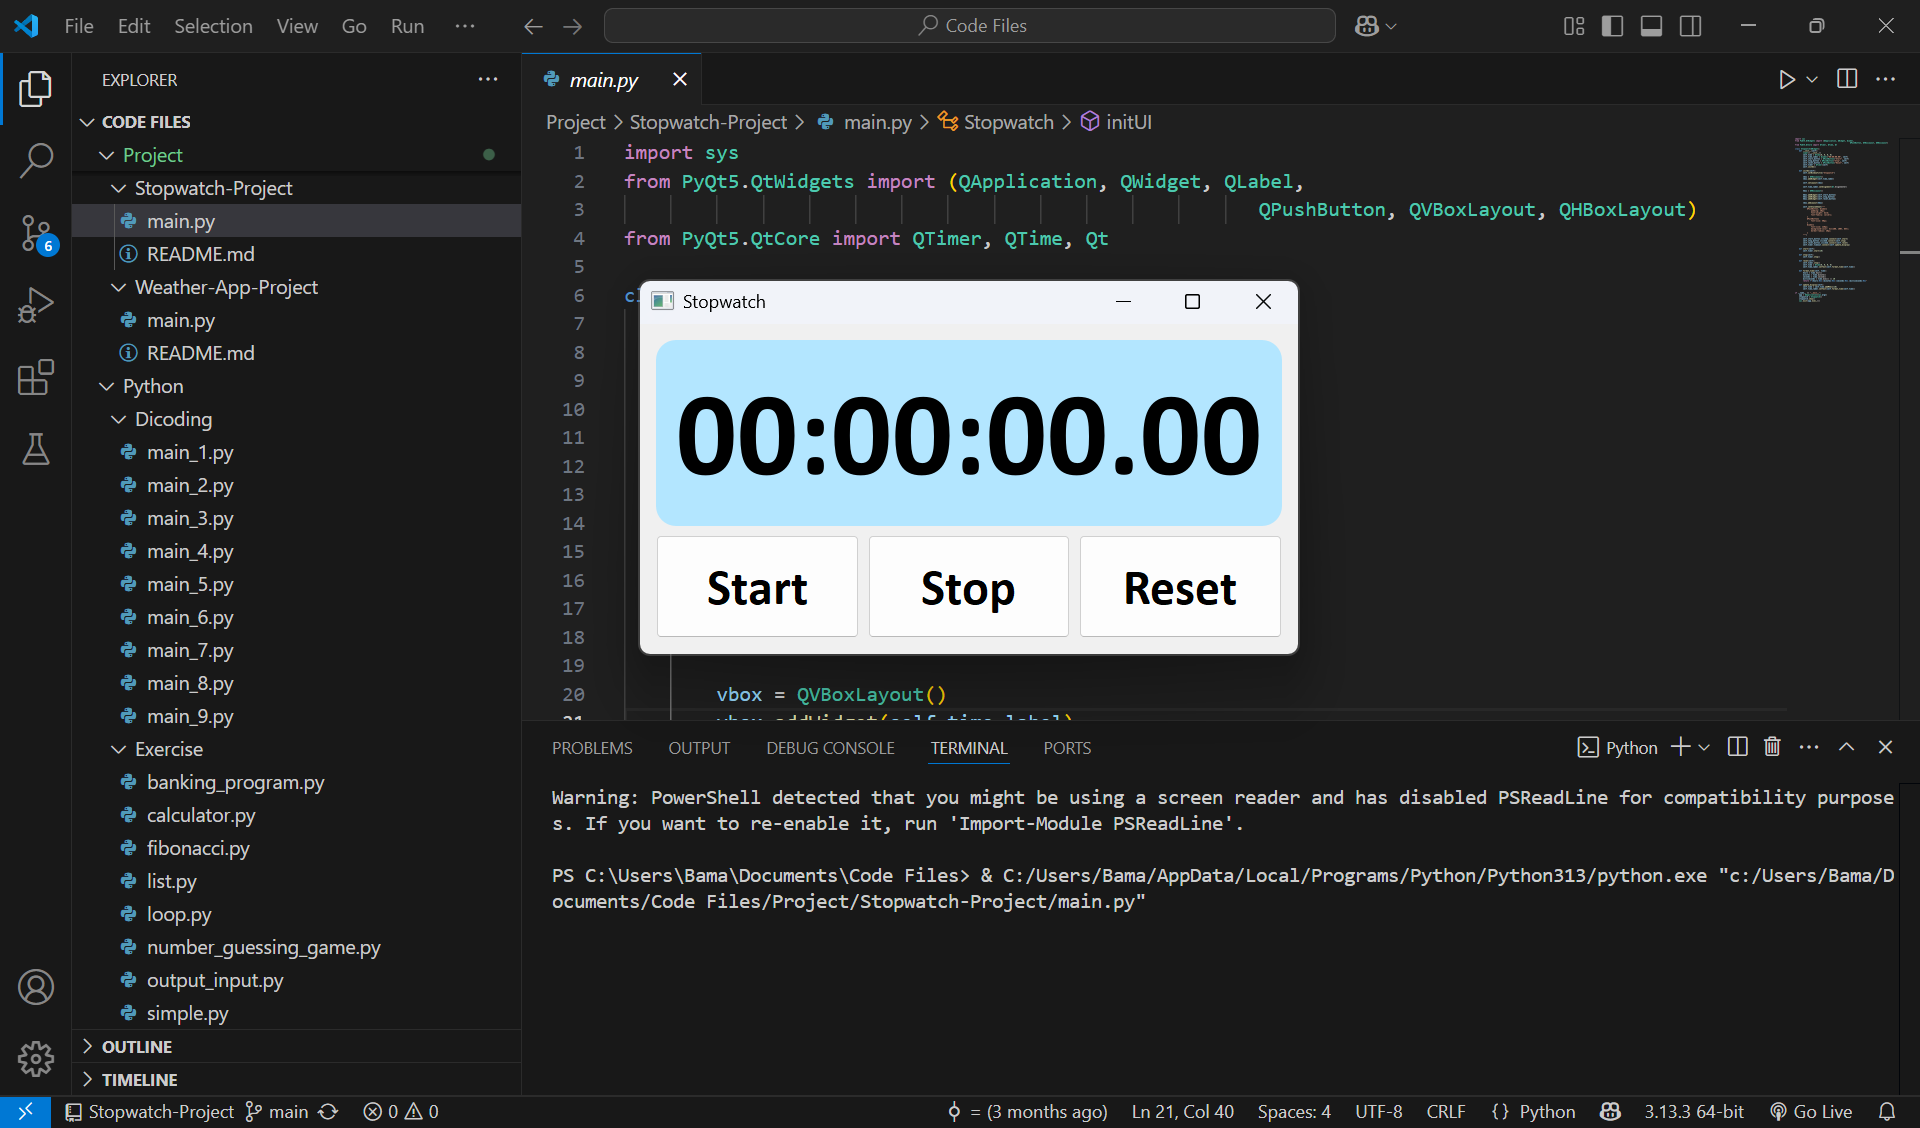 File Edit Selection View Go Run ··· Code Files
EXPLORER
CODE FILES
Project
Stopwatch-Project
main.py
README.md
Weather-App-Project
main.py
README.md
Python
Dicoding
main_1.py
main_2.py
main_3.py
main_4.py
main_5.py
main_6.py
main_7.py
main_8.py
main_9.py
Exercise
banking_program.py
calculator.py
fibonacci.py
list.py
loop.py
number_guessing_game.py
output_input.py
simple.py
OUTLINE
TIMELINE
6
main.py
Project > Stopwatch-Project > main.py > Stopwatch > initUI
1 import sys
2 from PyQt5.QtWidgets import (QApplication, QWidget, QLabel,
3 QPushButton, QVBoxLayout, QHBoxLayout)
4 from PyQt5.QtCore import QTimer, QTime, Qt
5
6
7
8
9
10
11
12
13
14
15
16
17
18
19
20 vbox = QVBoxLayout()
Stopwatch
00:00:00.00
Start Stop Reset
PROBLEMS OUTPUT DEBUG CONSOLE TERMINAL PORTS Python
Warning: PowerShell detected that you might be using a screen reader and has disabled PSReadLine for compatibility purpose
s. If you want to re-enable it, run 'Import-Module PSReadLine'.
PS C:\Users\Bama\Documents\Code Files> & C:/Users/Bama/AppData/Local/Programs/Python/Python313/python.exe "c:/Users/Bama/D
ocuments/Code Files/Project/Stopwatch-Project/main.py"
Stopwatch-Project main 0 0 = (3 months ago) Ln 21, Col 40 Spaces: 4 UTF-8 CRLF {} Python 3.13.3 64-bit Go Live